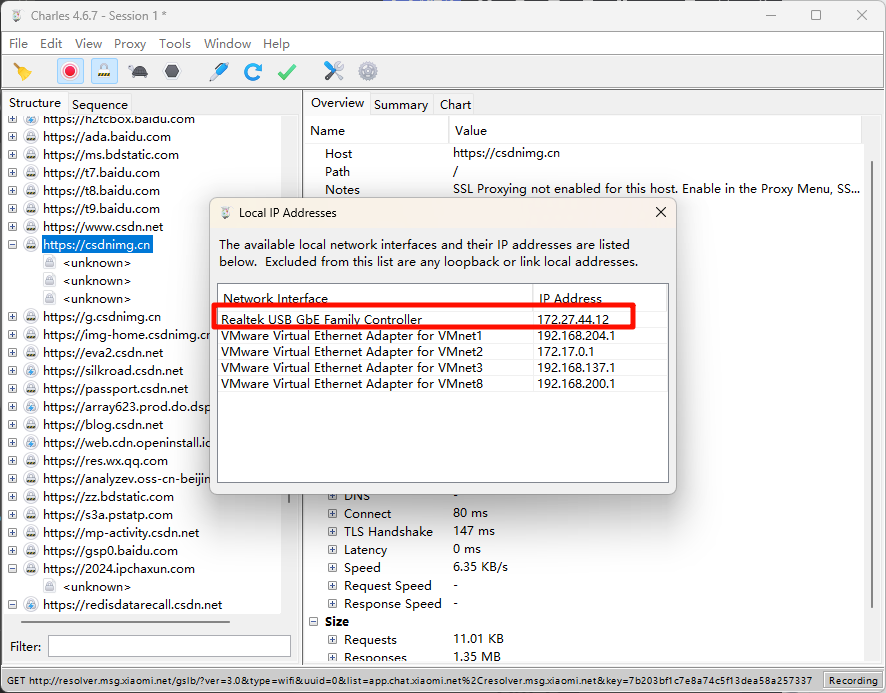 Charles 4.6.7 - Session 1 *
File Edit View Proxy Tools Window Help
Structure Sequence
https://h2tcbox.baidu.com
https://ada.baidu.com
https://ms.bdstatic.com
https://t7.baidu.com
https://t8.baidu.com
https://t9.baidu.com
https://www.csdn.net
https://csdnimg.cn
<unknown>
<unknown>
<unknown>
https://g.csdnimg.cn
https://img-home.csdnimg.cn
https://eva2.csdn.net
https://silkroad.csdn.net
https://passport.csdn.net
https://array623.prod.do.dsp
https://blog.csdn.net
https://web.cdn.openinstall.io
https://res.wx.qq.com
https://analyzev.oss-cn-beijin
https://zz.bdstatic.com
https://s3a.pstatp.com
https://mp-activity.csdn.net
https://gsp0.baidu.com
https://2024.ipchaxun.com
<unknown>
https://redisdatarecall.csdn.net
Filter:
Overview Summary Chart
Name Value
Host https://csdnimg.cn
Path /
Notes SSL Proxying not enabled for this host. Enable in the Proxy Menu, SS...
Local IP Addresses
The available local network interfaces and their IP addresses are listed
below. Excluded from this list are any loopback or link local addresses.
Network Interface IP Address
Realtek USB GbE Family Controller 172.27.44.12
VMware Virtual Ethernet Adapter for VMnet1 192.168.204.1
VMware Virtual Ethernet Adapter for VMnet2 172.17.0.1
VMware Virtual Ethernet Adapter for VMnet3 192.168.137.1
VMware Virtual Ethernet Adapter for VMnet8 192.168.200.1
DNS -
Connect 80 ms
TLS Handshake 147 ms
Latency 0 ms
Speed 6.35 KB/s
Request Speed -
Response Speed -
Size
Requests 11.01 KB
Responses 1.35 MB
GET http://resolver.msg.xiaomi.net/gslb/?ver=3.0&type=wifi&uuid=0&list=app.chat.xiaomi.net%2Cresolver.msg.xiaomi.net&key=7b203bf1c7e8a74c5f13dea58a257337
Recording